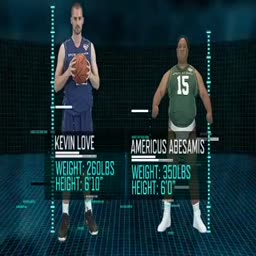 15
KEVIN LOVE
WEIGHT: 260LBS
HEIGHT: 6'10"
AMERICUS ABESAMIS
WEIGHT: 350LBS
HEIGHT: 6'0"